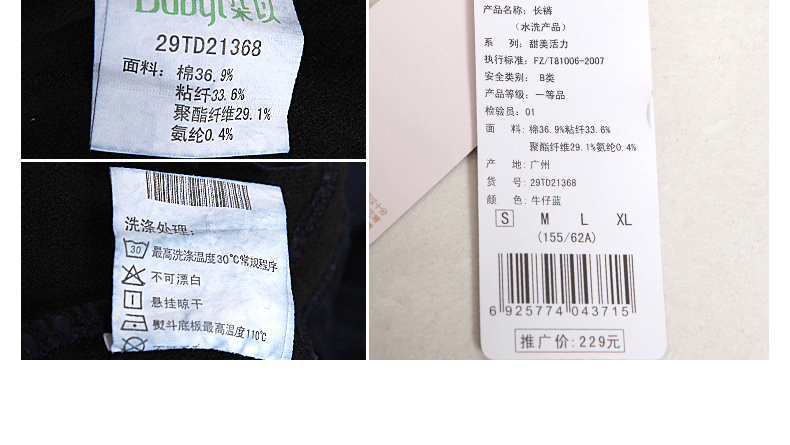 29TD21368
面料：棉36.9%
粘纤33.6%
聚酯纤维29.1%
氨纶0.4%
洗涤处理：
30
最高洗涤温度30℃常规程序
不可漂白
悬挂晾干
熨斗底板最高温度110℃
产品名称：长裤
（水洗产品）
系 列：甜美活力
执行标准：FZ/T81006-2007
安全类别： B类
产品等级：一等品
检验员：01
面 料：棉36.9%粘纤33.6%
聚酯纤维29.1%氨纶0.4%
产 地：广州
货 号：29TD21368
颜 色：牛仔蓝
S M L XL
(155/62A)
6 925774 043715
推广价：229元